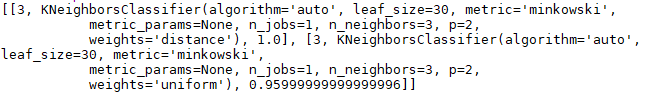 [[3, KNeighborsClassifier(algorithm='auto', leaf_size=30, metric='minkowski',
metric_params=None, n_jobs=1, n_neighbors=3, p=2,
weights='distance'), 1.0], [3, KNeighborsClassifier(algorithm='auto',
leaf_size=30, metric='minkowski',
metric_params=None, n_jobs=1, n_neighbors=3, p=2,
weights='uniform'), 0.95999999999999996]]